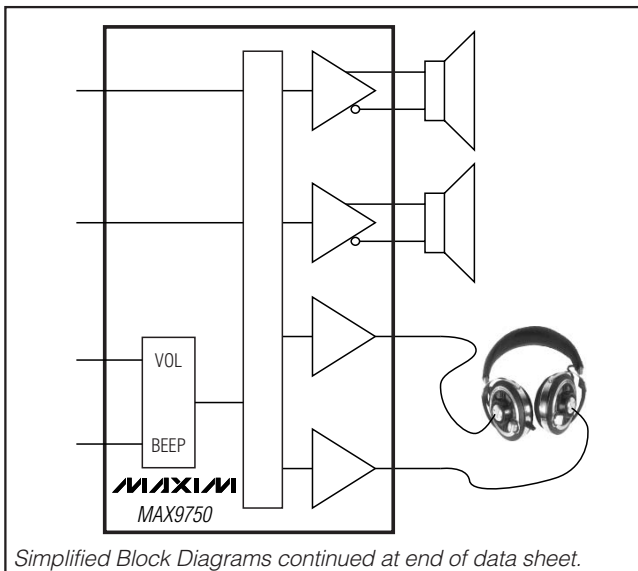 VOL
BEEP
MAXIM
MAX9750
Simplified Block Diagrams continued at end of data sheet.